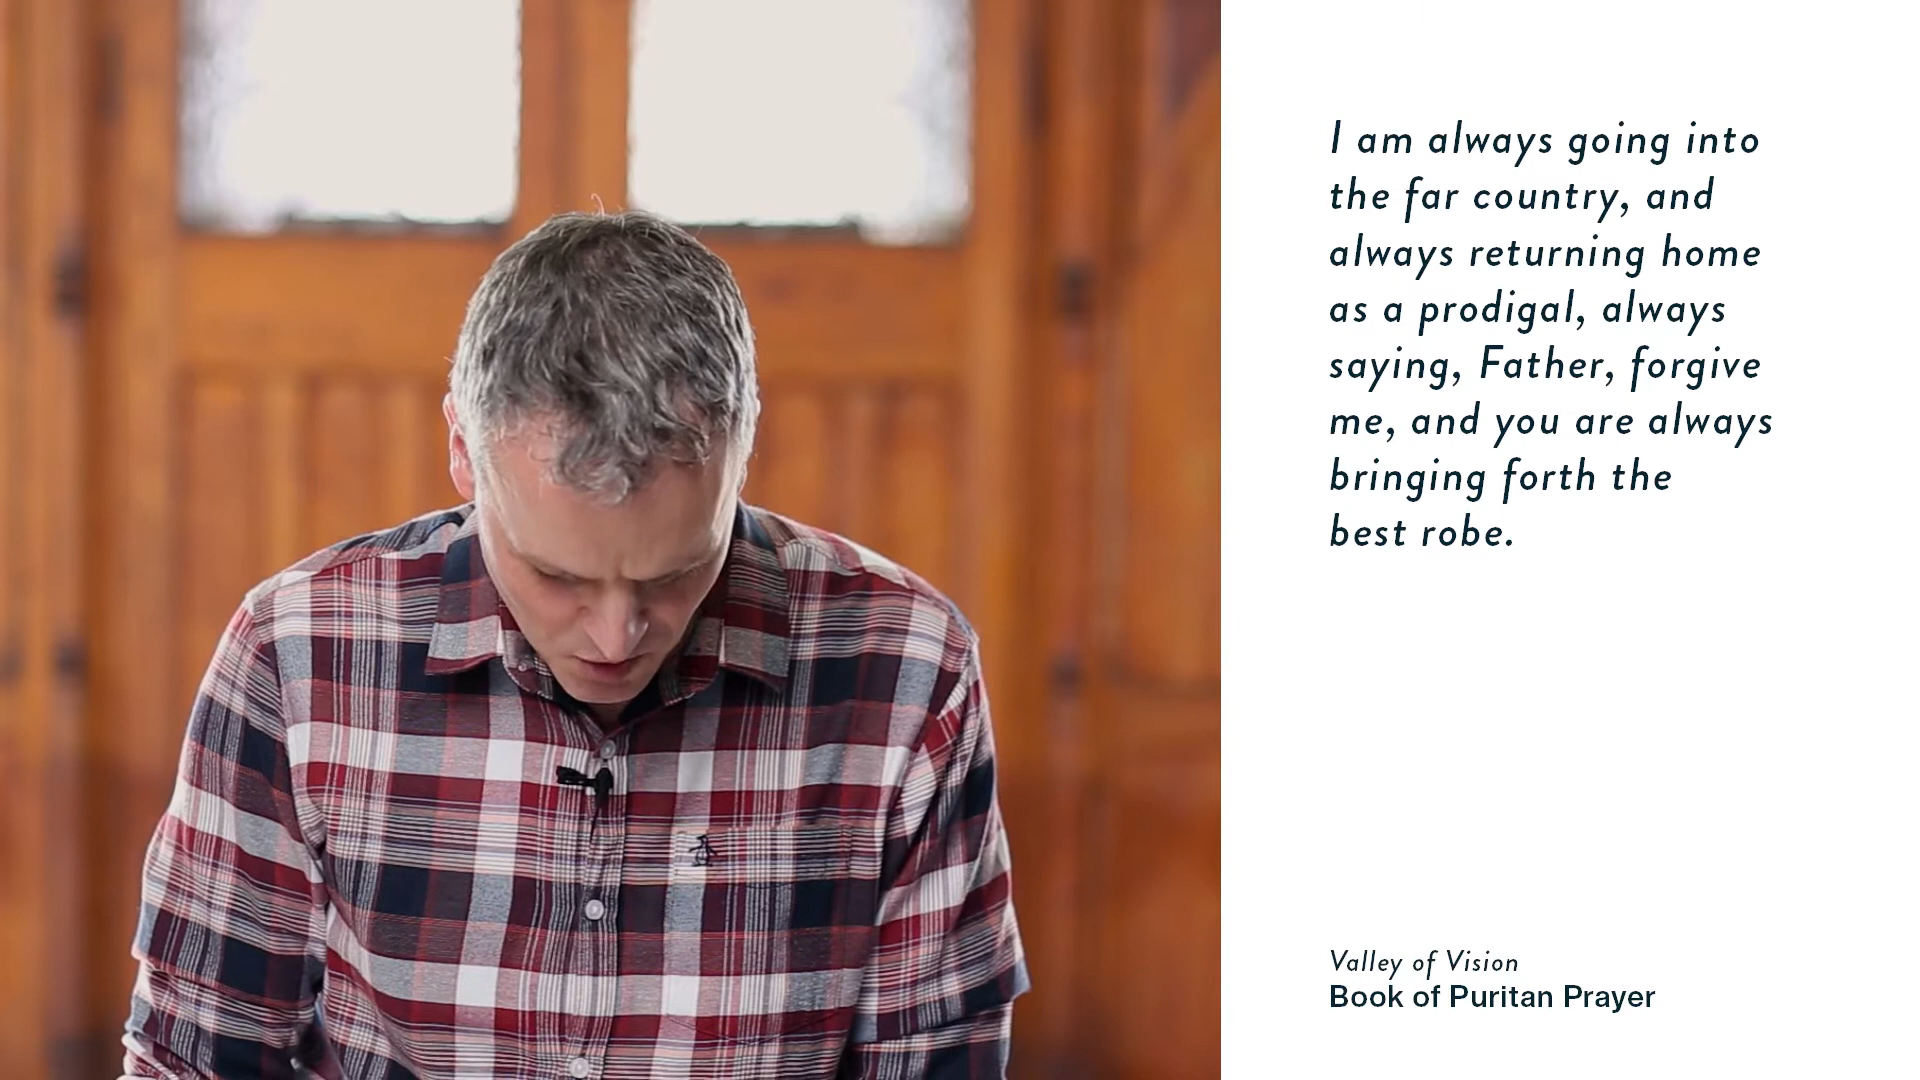 I am always going into
the far country, and
always returning home
as a prodigal, always
saying, Father, forgive
me, and you are always
bringing forth the
best robe.
Valley of Vision
Book of Puritan Prayer